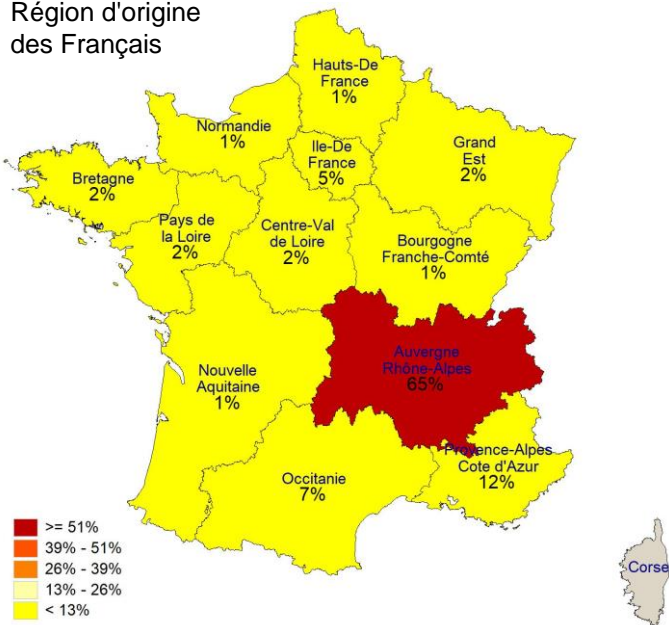 Région d'origine
des Français
Hauts-De
France
1%
Normandie
1%
Ile-De
France
5%
Grand
Est
2%
Bretagne
2%
Pays de
la Loire
2%
Centre-Val
de Loire
2%
Bourgogne
Franche-Comté
1%
Auvergne
Rhône-Alpes
65%
Nouvelle
Aquitaine
1%
Provence-Alpes
Cote d'Azur
12%
Occitanie
7%
>= 51%
39% - 51%
26% - 39%
13% - 26%
< 13%
Corse